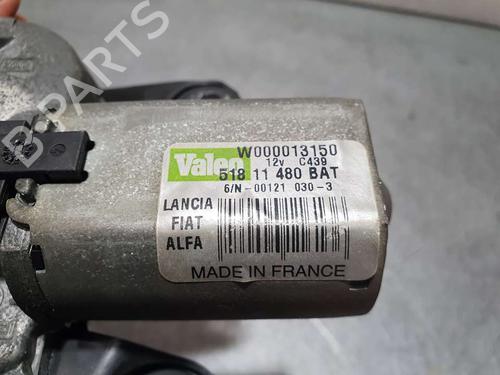 B PARTS
W000013150
Valeo
12v C439
518 11 480 BAT
6/N-00121 030-3
LANCIA
FIAT
ALFA
MADE IN FRANCE